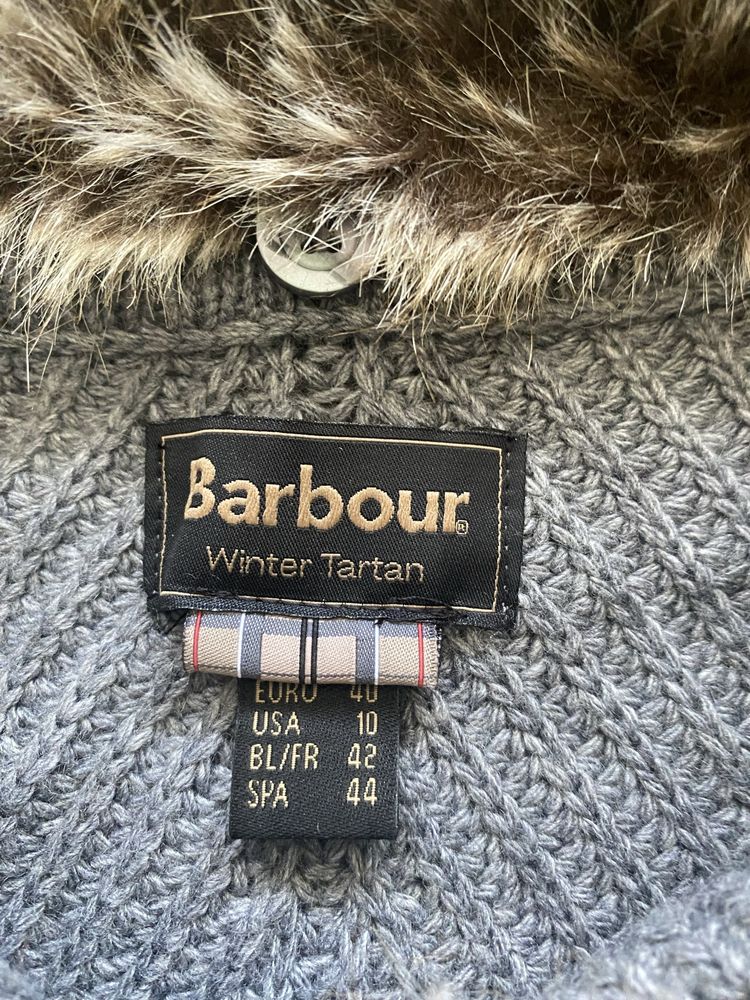 Barbour®
Winter Tartan
EURO 40
USA 10
BL/FR 42
SPA 44